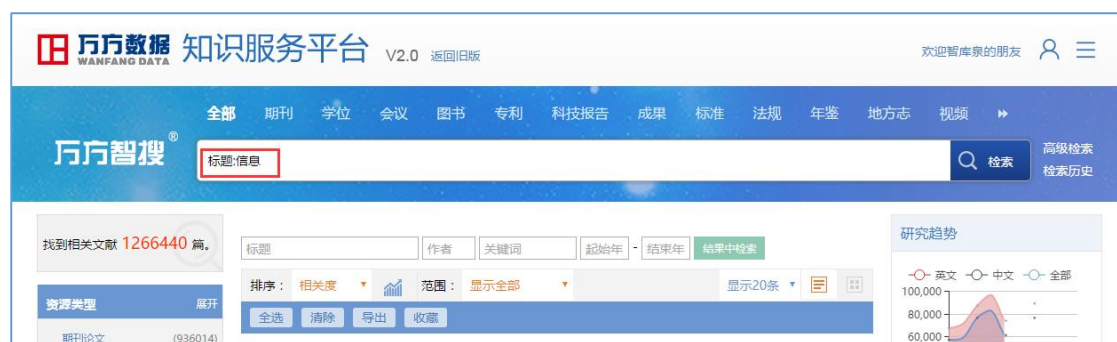 万方数据
WANFANG DATA
知识服务平台 V2.0 返回旧版
欢迎智库泉的朋友
全部 期刊 学位 会议 图书 专利 科技报告 成果 标准 法规 年鉴 地方志 视频
万方智搜®
标题:信息
检索
高级检索
检索历史
找到相关文献 1266440 篇。
标题 作者 关键词 起始年 - 结束年 结果中检索
排序： 相关度 范围： 显示全部 显示20条
资源类型 展开
全选 清除 导出 收藏
期刊论文 (936014)
研究趋势
英文 中文 全部
100,000
80,000
60,000